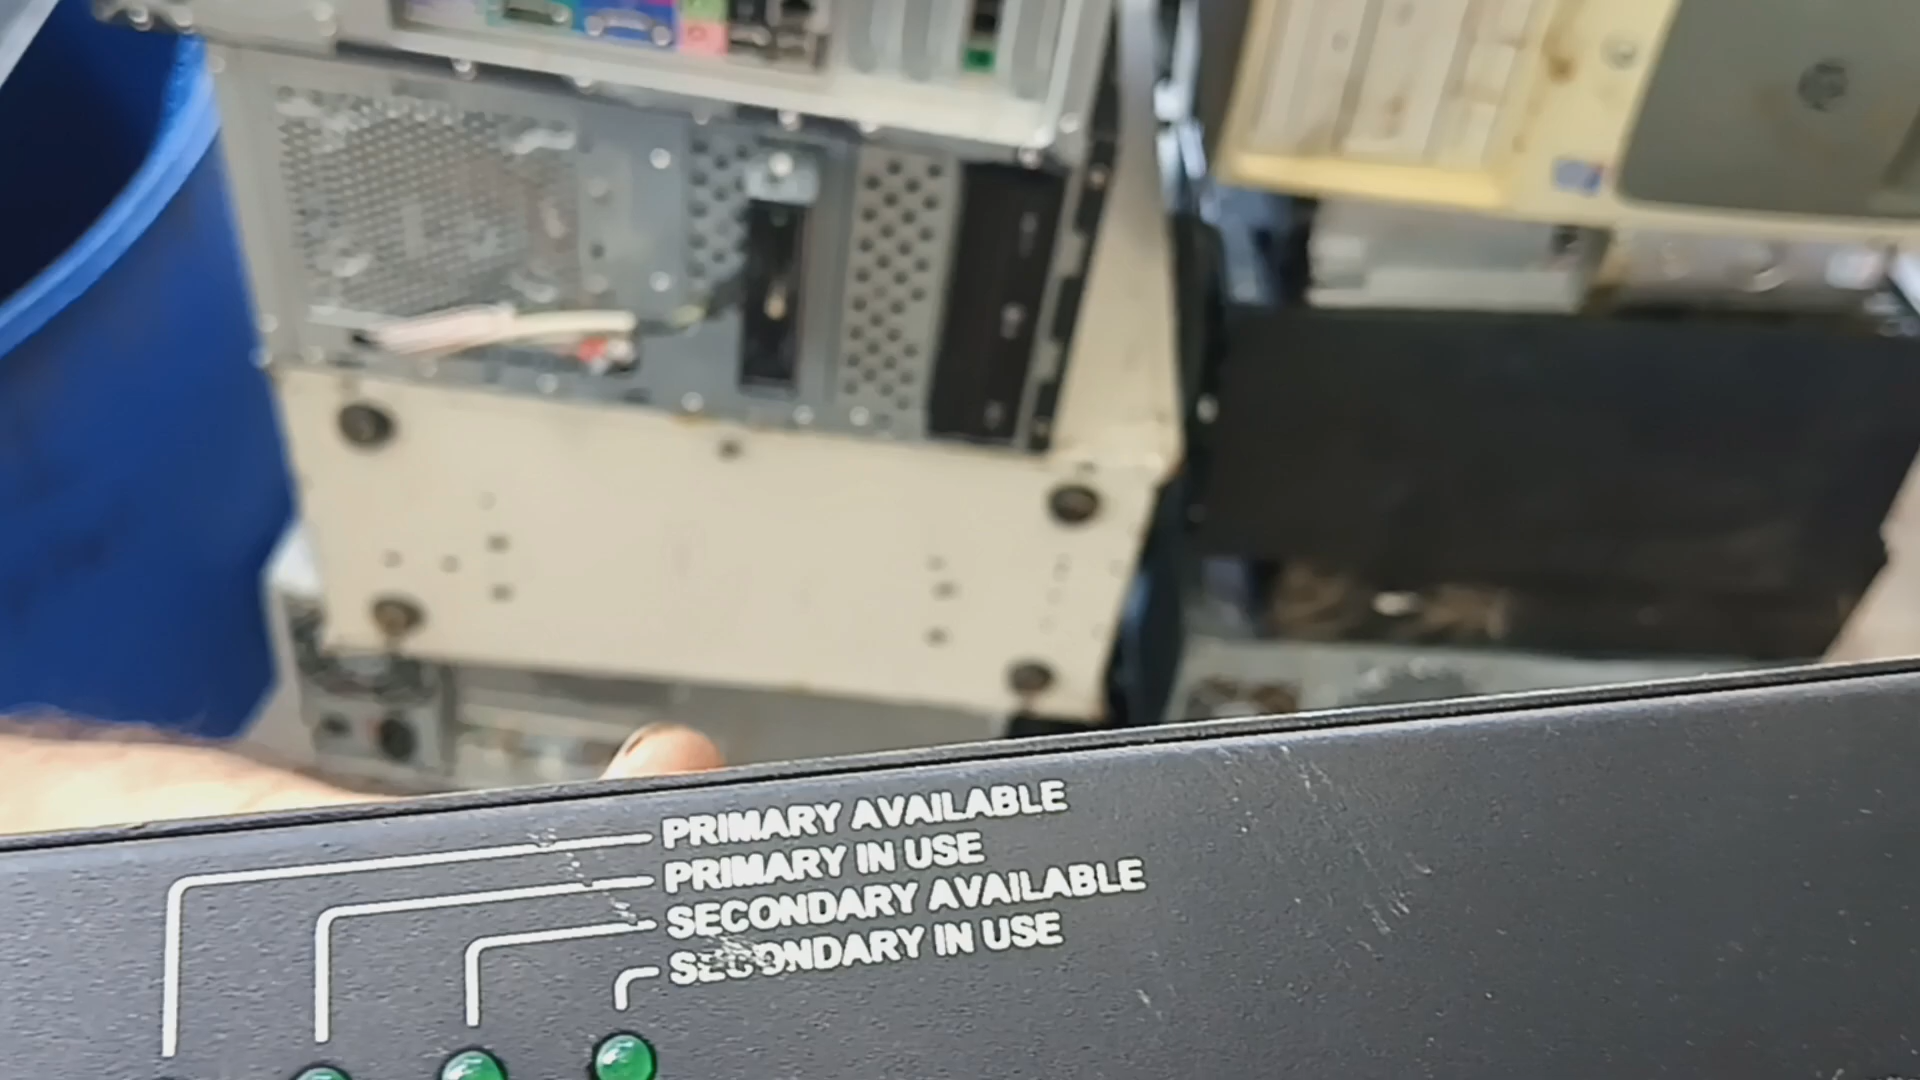 PRIMARY AVAILABLE
PRIMARY IN USE
SECONDARY AVAILABLE
SECONDARY IN USE